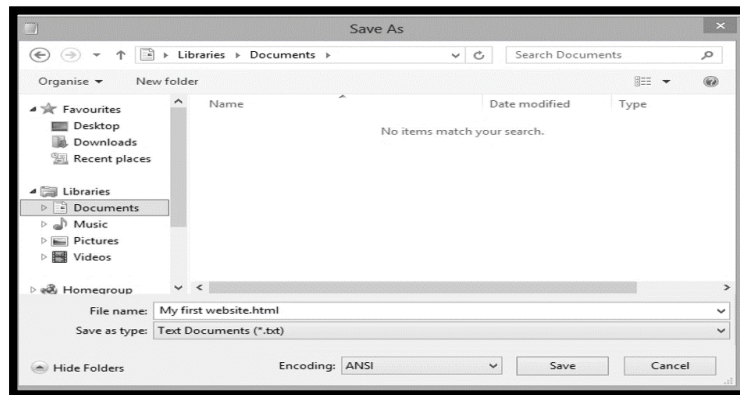 Save As
Libraries Documents
Search Documents
Organise New folder
Favourites
Desktop
Downloads
Recent places
Libraries
Documents
Music
Pictures
Videos
Homegroup
Name Date modified Type
No items match your search.
File name: My first website.html
Save as type: Text Documents (*.txt)
Hide Folders Encoding: ANSI Save Cancel